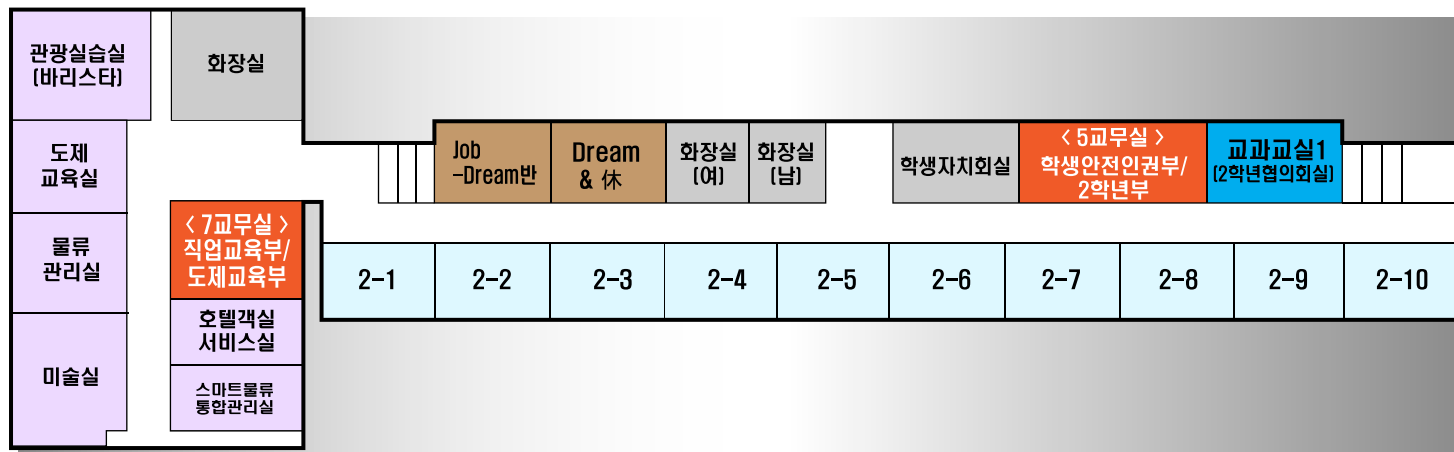 관광실습실
(바리스타)
화장실
도제
교육실
물류
관리실
미술실
< 7교무실 >
직업교육부/
도제교육부
호텔객실
서비스실
스마트물류
통합관리실
Job
-Dream반
Dream
& 休
화장실
(여)
화장실
(남)
학생자치회실
< 5교무실 >
학생안전인권부/
2학년부
교과교실1
(2학년협의회실)
2-1
2-2
2-3
2-4
2-5
2-6
2-7
2-8
2-9
2-10